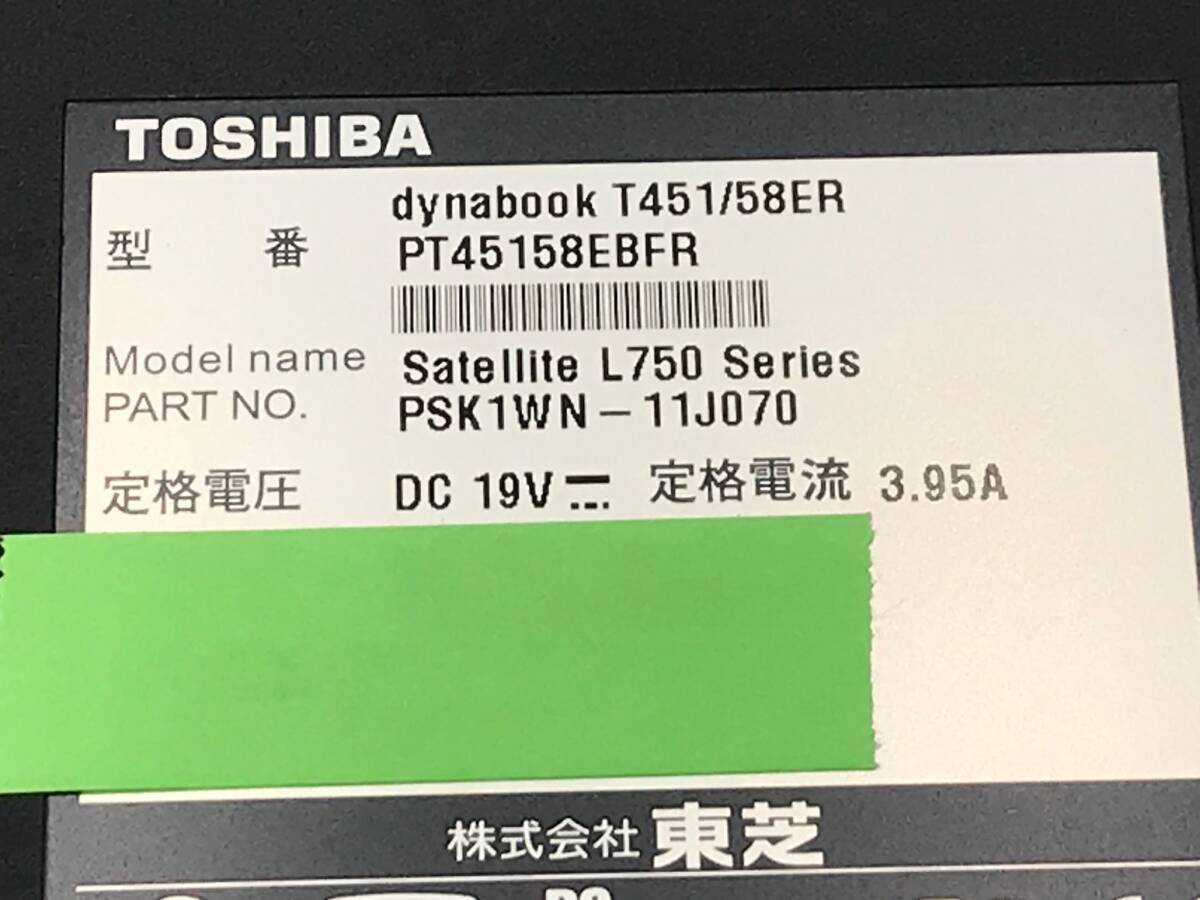 TOSHIBA
dynabook T451/58ER
型 番 PT45158EBFR
Model name Satellite L750 Series
PART NO. PSK1WN-11J070
定格電圧 DC 19V 定格電流 3.95A
株式会社 東芝